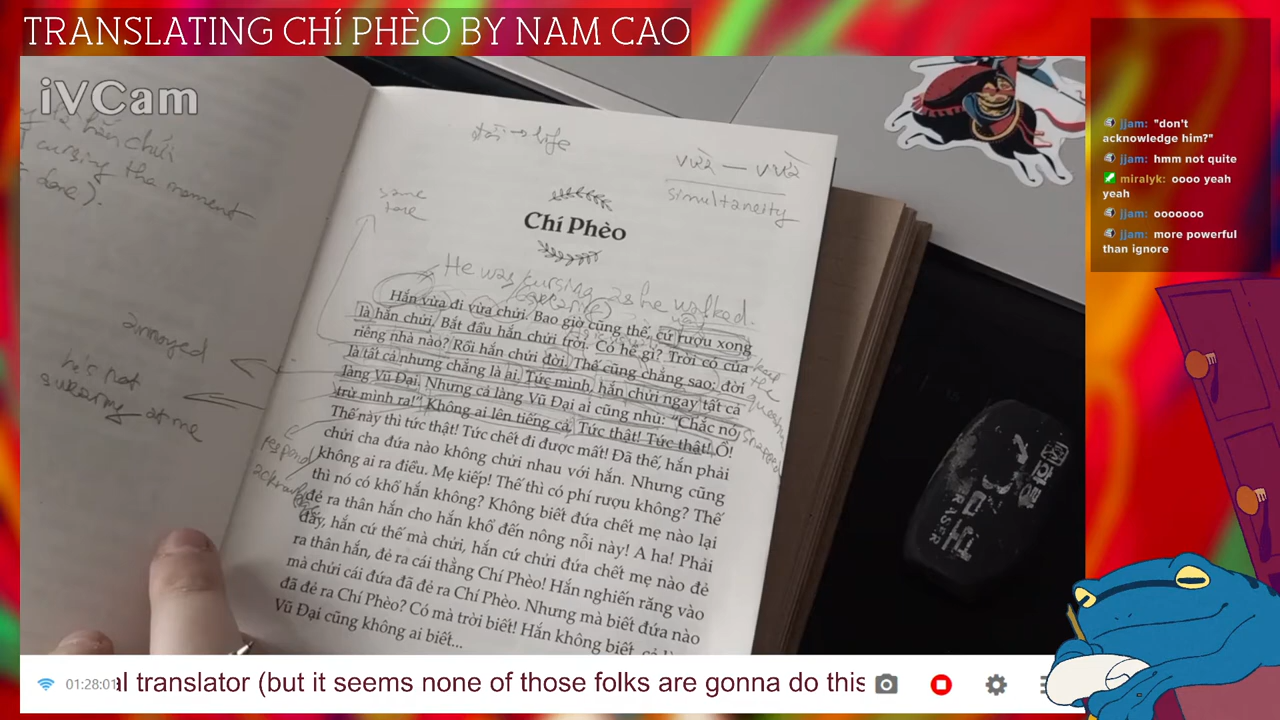 TRANSLATING CHÍ PHÈO BY NAM CAO
iVCam
hắn chửi
cursing the moment
done).
annoyed
he's not
swearing at me
đời → life
vừa — vừa
simultaneity
same
Chí Phèo
He was cursing as he walked.
Hắn vừa đi vừa chửi. Bao giờ cũng thế, cứ rượu xong
là hắn chửi. Bắt đầu hắn chửi trời. Có hề gì? Trời có của
riêng nhà nào? Rồi hắn chửi đời. Thế cũng chẳng sao: đời
là tất cả nhưng chẳng là ai. Tức mình, hắn chửi ngay tất cả
làng Vũ Đại. Nhưng cả làng Vũ Đại ai cũng nhủ: “Chắc nó
trừ mình ra!” Không ai lên tiếng cả. Tức thật! Tức thật! Ồ!
Thế này thì tức thật! Tức chết đi được mất! Đã thế, hắn phải
chửi cha đứa nào không chửi nhau với hắn. Nhưng cũng
không ai ra điều. Mẹ kiếp! Thế thì có phí rượu không? Thế
thì nó có khổ hắn không? Không biết đứa chết mẹ nào lại
đẻ ra thân hắn cho hắn khổ đến nông nỗi này! A ha! Phải
đấy, hắn cứ thế mà chửi, hắn cứ chửi đứa chết mẹ nào đẻ
ra thân hắn, đẻ ra cái thằng Chí Phèo! Hắn nghiến răng vào
mà chửi cái đứa đã đẻ ra Chí Phèo. Nhưng mà biết đứa nào
đã đẻ ra Chí Phèo? Có mà trời biết! Hắn không biết, cả làng
Vũ Đại cũng không ai biết...
respond
the
question
ERASER
jjam: "don't
acknowledge him?"
jjam: hmm not quite
miralyk: oooo yeah
yeah
jjam: ooooooo
jjam: more powerful
than ignore
01:28:01
al translator (but it seems none of those folks are gonna do this